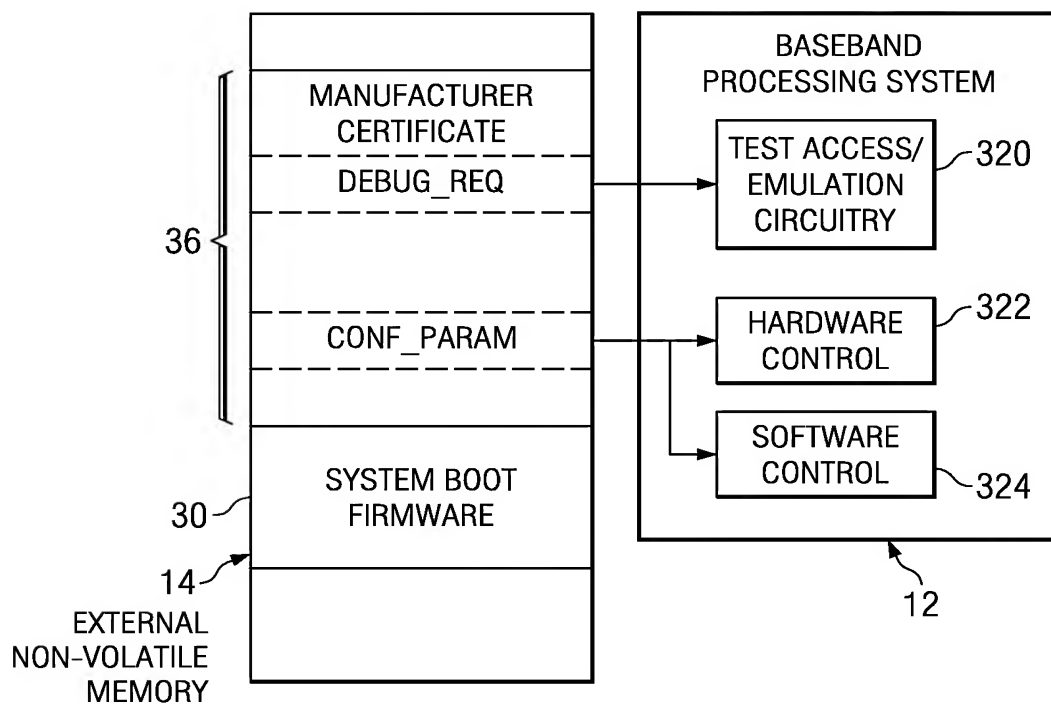 BASEBAND
PROCESSING SYSTEM
MANUFACTURER
CERTIFICATE
DEBUG_REQ
TEST ACCESS/
EMULATION
CIRCUITRY
320
36
CONF_PARAM
HARDWARE
CONTROL
322
SOFTWARE
CONTROL
324
SYSTEM BOOT
FIRMWARE
30
14
12
EXTERNAL
NON-VOLATILE
MEMORY